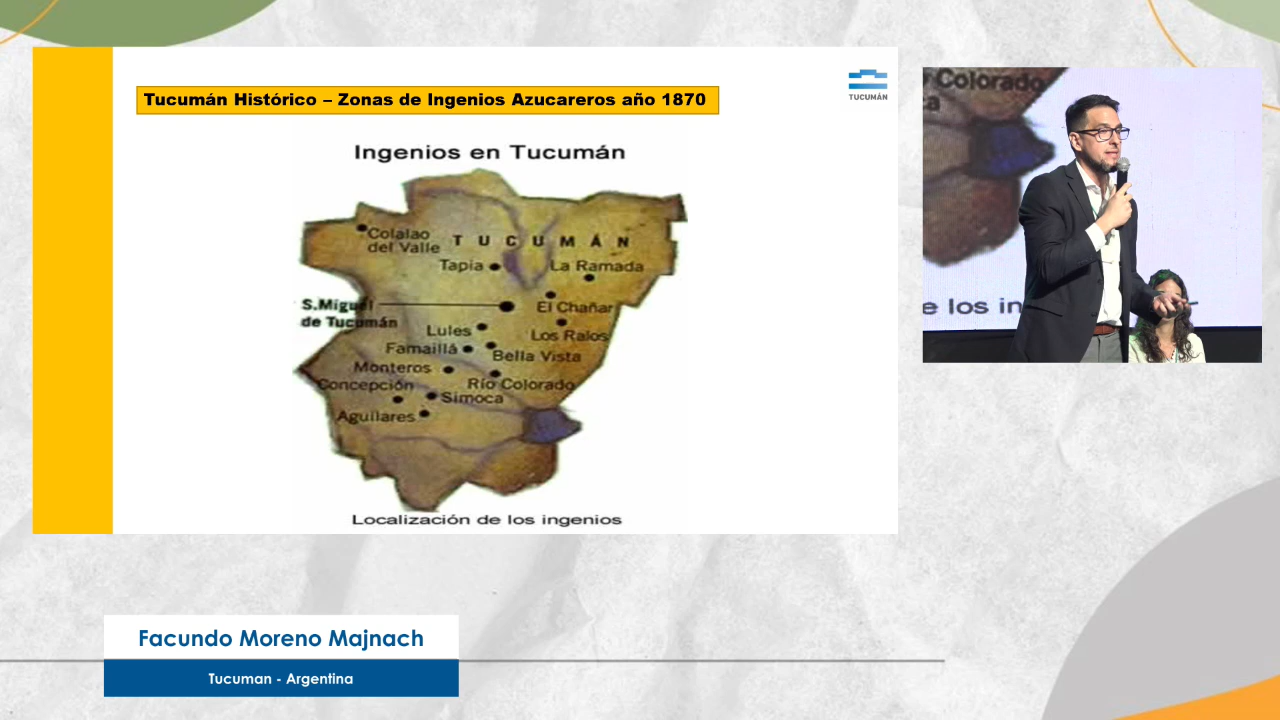 Tucumán Histórico – Zonas de Ingenios Azucareros año 1870
TUCUMÁN
Ingenios en Tucumán
Colalao
del Valle
TUCUMÁN
Tapia
La Ramada
S.Miguel
de Tucumán
El Chañar
Lules
Los Ralos
Famaillá
Bella Vista
Monteros
Concepción
Río Colorado
Simoca
Aguilares
Localización de los ingenios
Colorado
e los in
Facundo Moreno Majnach
Tucuman - Argentina